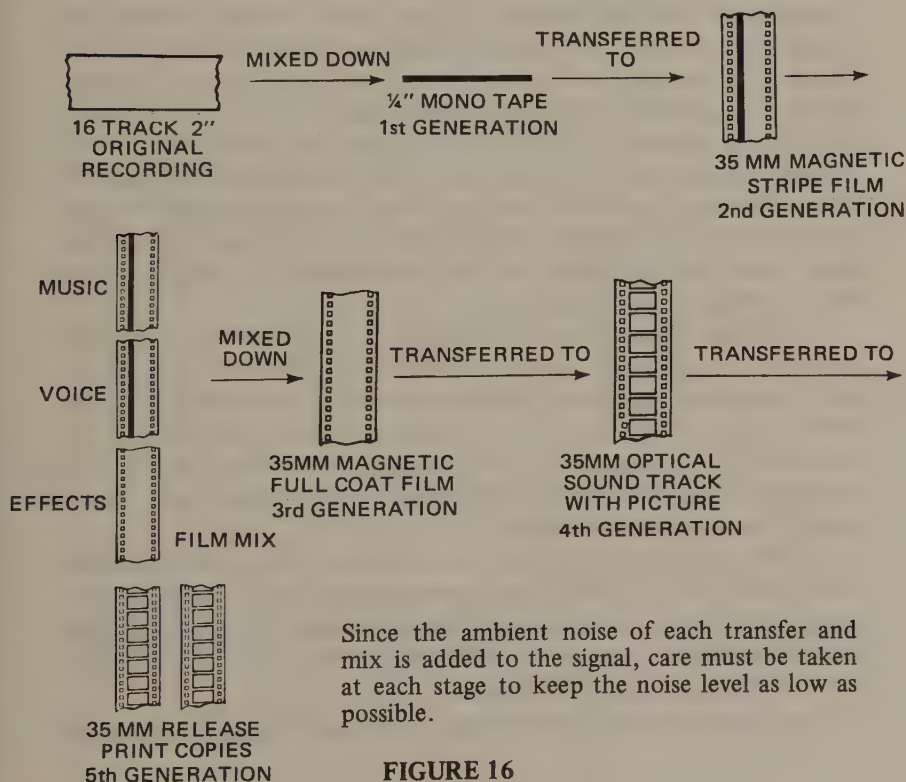 16 TRACK 2"
ORIGINAL
RECORDING
MIXED DOWN
¼" MONO TAPE
1st GENERATION
TRANSFERRED
TO
35 MM MAGNETIC
STRIPE FILM
2nd GENERATION
MUSIC
VOICE
EFFECTS
FILM MIX
MIXED
DOWN
35MM MAGNETIC
FULL COAT FILM
3rd GENERATION
TRANSFERRED TO
35MM OPTICAL
SOUND TRACK
WITH PICTURE
4th GENERATION
TRANSFERRED TO
35 MM RELEASE
PRINT COPIES
5th GENERATION
Since the ambient noise of each transfer and
mix is added to the signal, care must be taken
at each stage to keep the noise level as low as
possible.
FIGURE 16